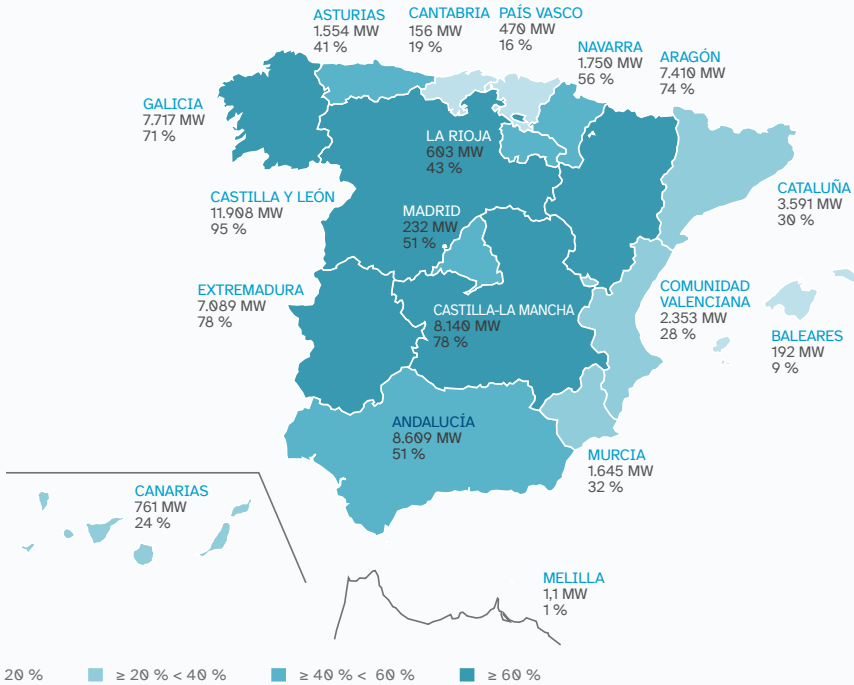 ASTURIAS
1.554 MW
41 %
CANTABRIA
156 MW
19 %
PAÍS VASCO
470 MW
16 %
NAVARRA
1.750 MW
56 %
ARAGÓN
7.410 MW
74 %
GALICIA
7.717 MW
71 %
LA RIOJA
603 MW
43 %
CASTILLA Y LEÓN
11.908 MW
95 %
MADRID
232 MW
51 %
CATALUÑA
3.591 MW
30 %
EXTREMADURA
7.089 MW
78 %
CASTILLA-LA MANCHA
8.140 MW
78 %
COMUNIDAD
VALENCIANA
2.353 MW
28 %
BALEARES
192 MW
9 %
ANDALUCÍA
8.609 MW
51 %
MURCIA
1.645 MW
32 %
CANARIAS
761 MW
24 %
MELILLA
1,1 MW
1 %
20 %
≥ 20 % < 40 %
≥ 40 % < 60 %
≥ 60 %